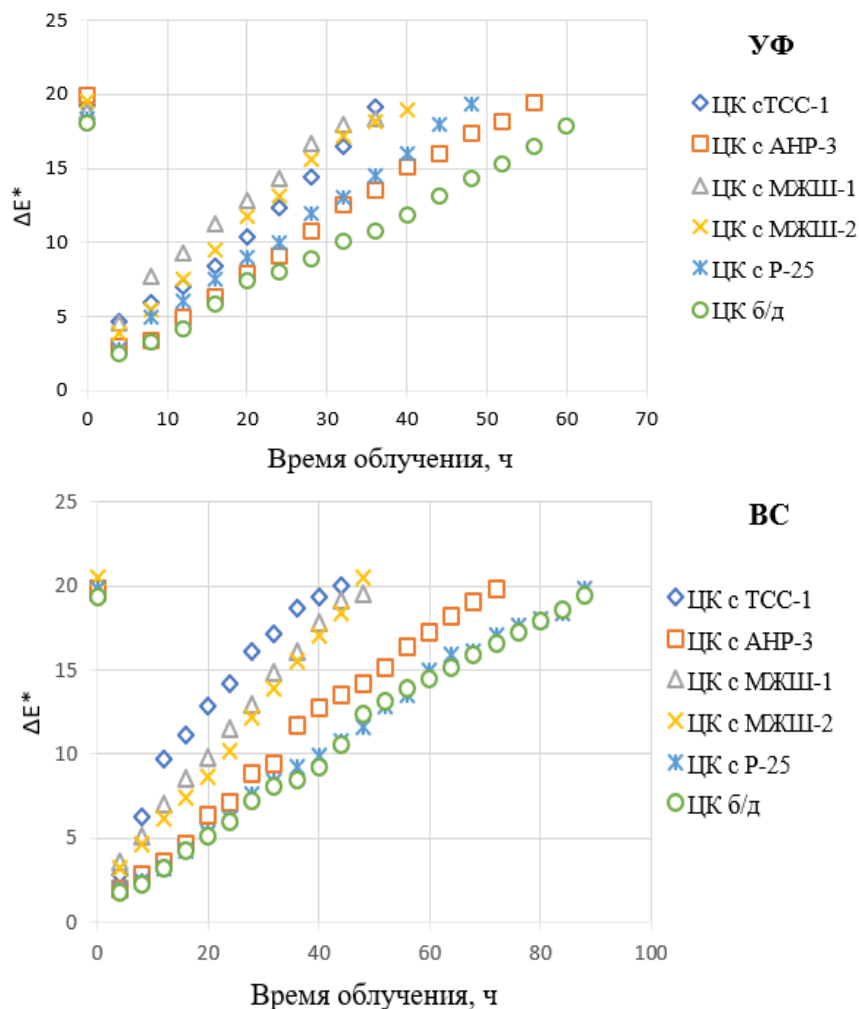 УФ
25
20
15
10
5
0
ΔE*
0 10 20 30 40 50 60 70
Время облучения, ч
ЦК сТСС-1
ЦК с АНР-3
ЦК с МЖШ-1
ЦК с МЖШ-2
ЦК с Р-25
ЦК б/д
ВС
25
20
15
10
5
0
ΔE*
0 20 40 60 80 100
Время облучения, ч
ЦК с ТСС-1
ЦК с АНР-3
ЦК с МЖШ-1
ЦК с МЖШ-2
ЦК с Р-25
ЦК б/д